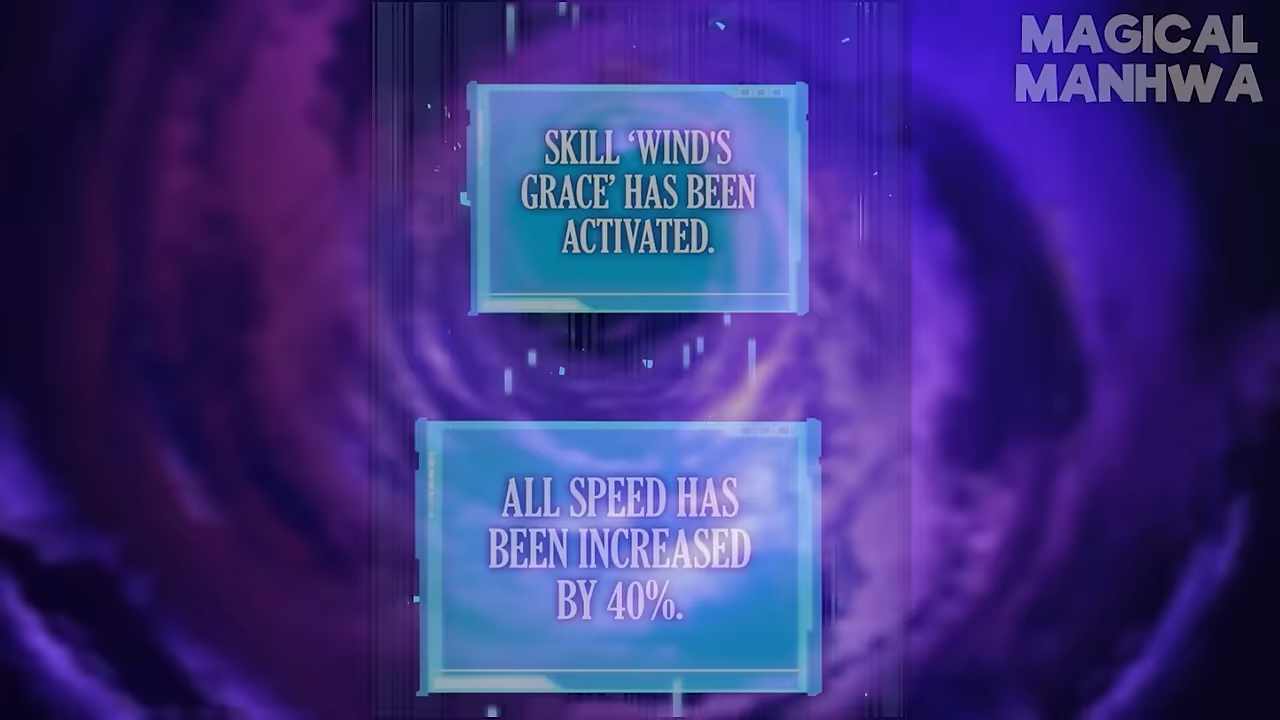 MAGICAL
MANHWA
SKILL ‘WIND'S
GRACE’ HAS BEEN
ACTIVATED.
ALL SPEED HAS
BEEN INCREASED
BY 40%.